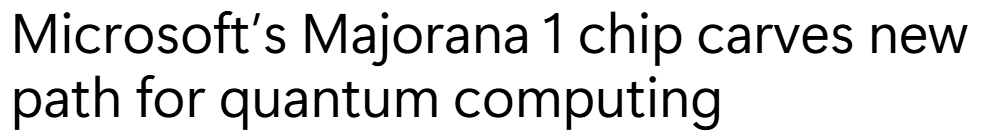 Microsoft’s Majorana 1 chip carves new
path for quantum computing